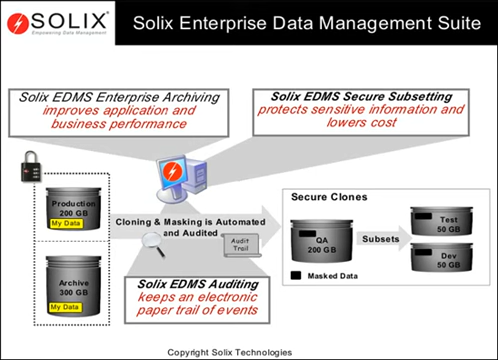 SOLIX®
Empowering Data Management
Solix Enterprise Data Management Suite
Solix EDMS Enterprise Archiving
improves application and
business performance
Solix EDMS Secure Subsetting
protects sensitive information and
lowers cost
Production
200 GB
My Data
Archive
300 GB
My Data
Cloning & Masking is Automated
and Audited
Audit
Trail
Solix EDMS Auditing
keeps an electronic
paper trail of events
Secure Clones
QA
200 GB
Subsets
Test
50 GB
Dev
50 GB
Masked Data
Copyright Solix Technologies